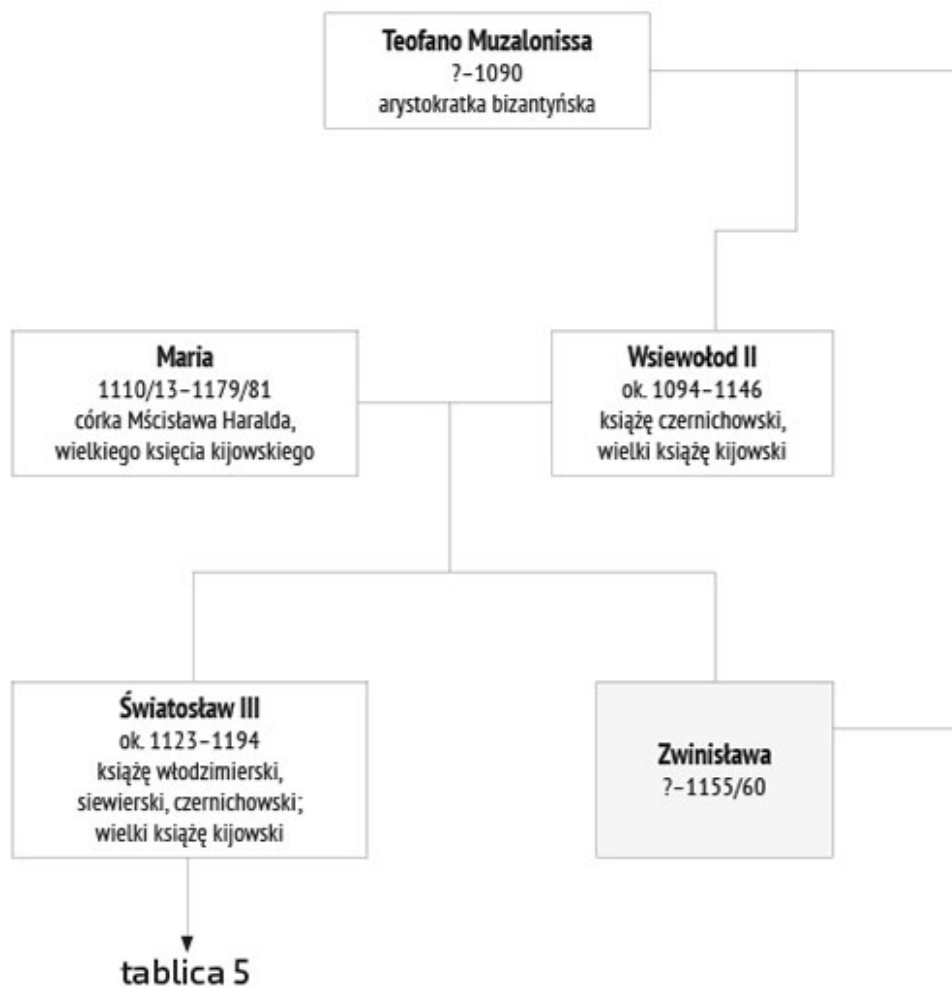 Teofano Muzalonissa
?–1090
arystokratka bizantyńska
Maria
1110/13–1179/81
córka Mścisława Haralda,
wielkiego księcia kijowskiego
Wsiewołod II
ok. 1094–1146
książę czernichowski,
wielki książę kijowski
Światosław III
ok. 1123–1194
książę włodzimierski,
siewierski, czernichowski;
wielki książę kijowski
Zwinisława
?–1155/60
tablica 5